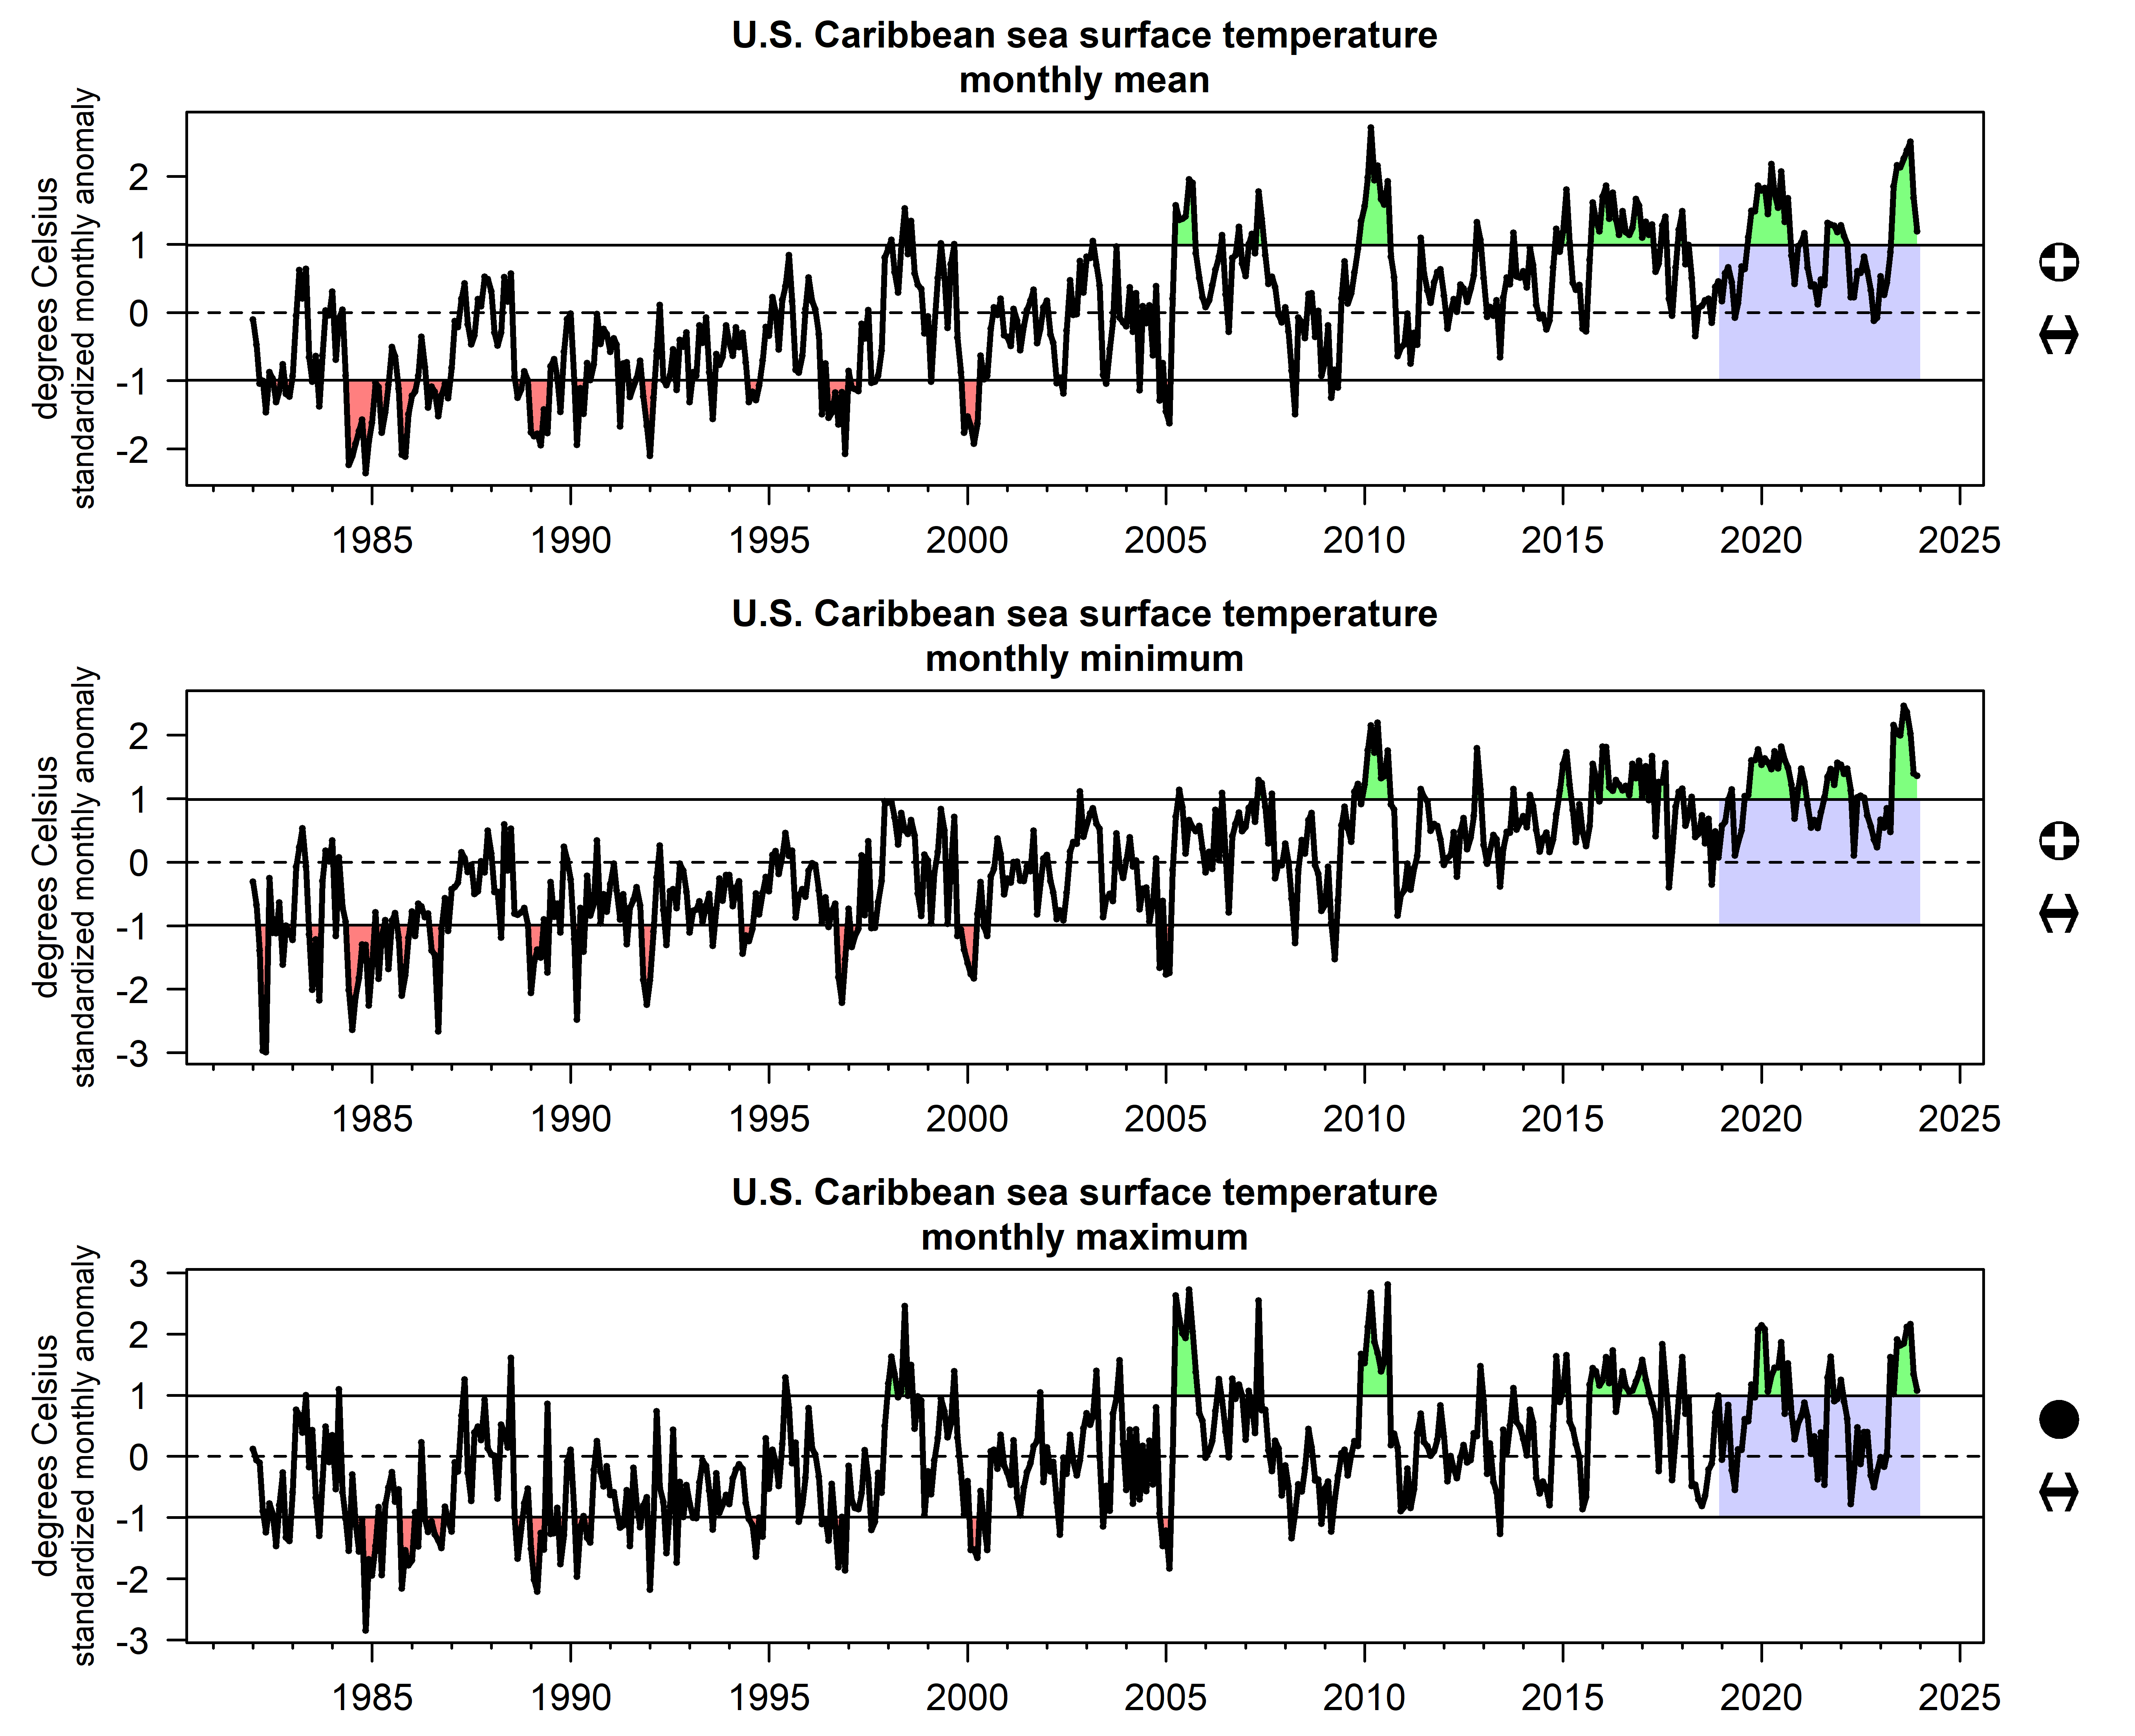 U.S. Caribbean sea surface temperature
monthly mean
degrees Celsius
standardized monthly anomaly
2
1
0
-1
-2
1985 1990 1995 2000 2005 2010 2015 2020 2025
U.S. Caribbean sea surface temperature
monthly minimum
degrees Celsius
standardized monthly anomaly
2
1
0
-1
-2
-3
1985 1990 1995 2000 2005 2010 2015 2020 2025
U.S. Caribbean sea surface temperature
monthly maximum
degrees Celsius
standardized monthly anomaly
3
2
1
0
-1
-2
-3
1985 1990 1995 2000 2005 2010 2015 2020 2025